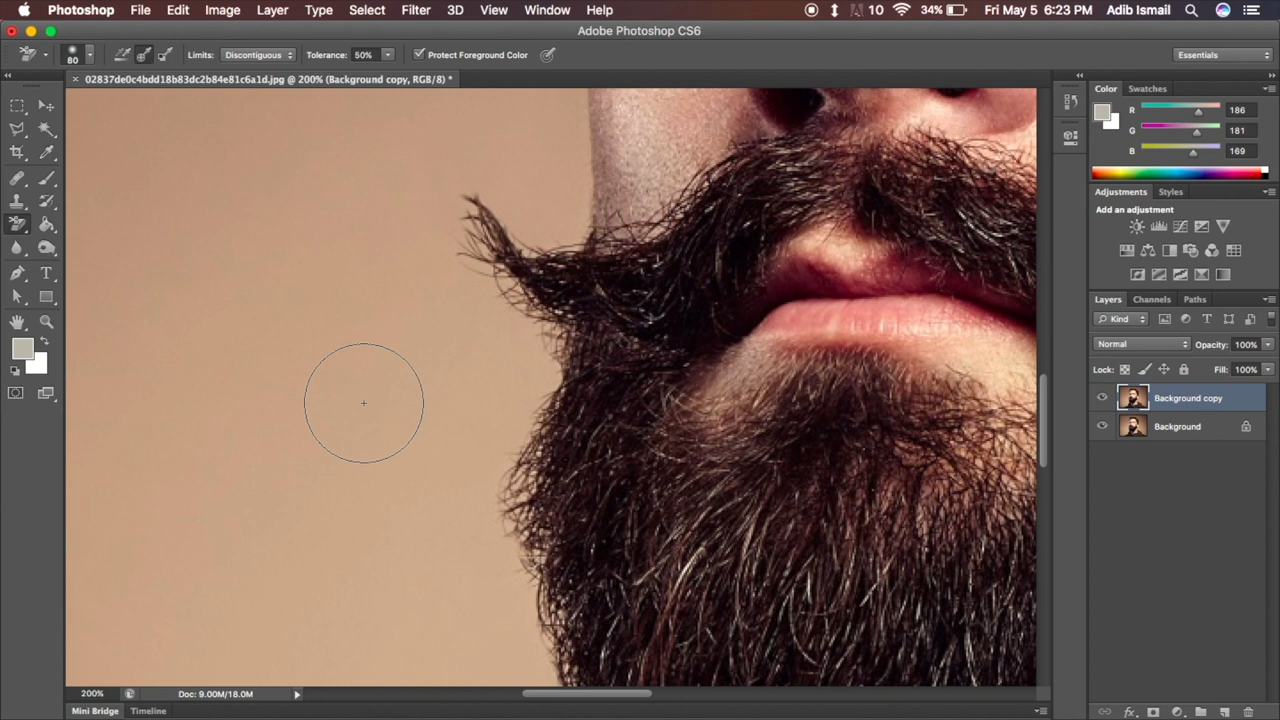 Photoshop File Edit Image Layer Type Select Filter 3D View Window Help 10 34% Fri May 5 6:23 PM Adib Ismail
Adobe Photoshop CS6
80 Limits: Discontiguous Tolerance: 50% Protect Foreground Color Essentials
02837de0c4bdd18b83dc2b84e81c6a1d.jpg @ 200% (Background copy, RGB/8) *
Color Swatches
R 186
G 181
B 169
Adjustments Styles
Add an adjustment
Layers Channels Paths
Kind
Normal Opacity: 100%
Lock: Fill: 100%
Background copy
Background
200% Doc: 9.00M/18.0M
Mini Bridge Timeline